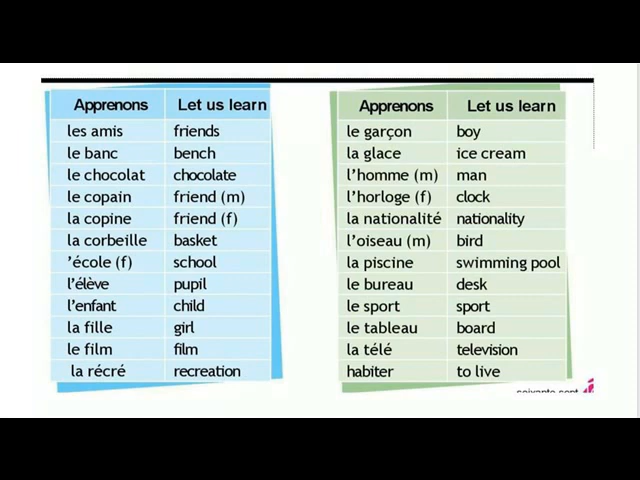 Apprenons Let us learn
les amis friends
le banc bench
le chocolat chocolate
le copain friend (m)
la copine friend (f)
la corbeille basket
’école (f) school
l’élève pupil
l’enfant child
la fille girl
le film film
la récré recreation
Apprenons Let us learn
le garçon boy
la glace ice cream
l’homme (m) man
l’horloge (f) clock
la nationalité nationality
l’oiseau (m) bird
la piscine swimming pool
le bureau desk
le sport sport
le tableau board
la télé television
habiter to live